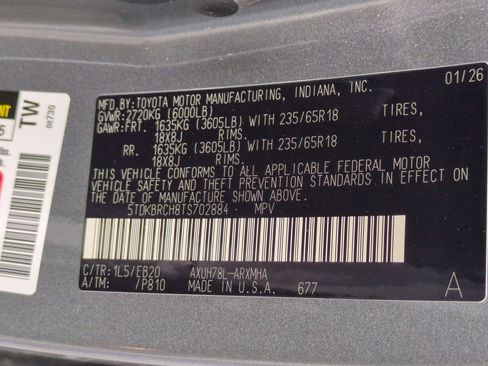 MFD.BY: TOYOTA MOTOR MANUFACTURING, INDIANA, INC. 01/26
GVWR: 2720KG (6000LB)
GAWR: FRT. 1635KG (3605LB) WITH 235/65R18 TIRES,
18X8J RIMS.
RR. 1635KG (3605LB) WITH 235/65R18 TIRES,
18X8J RIMS.
THIS VEHICLE CONFORMS TO ALL APPLICABLE FEDERAL MOTOR
VEHICLE SAFETY AND THEFT PREVENTION STANDARDS IN EFFECT ON
THE DATE OF MANUFACTURE SHOWN ABOVE.
5TDKBRCH8TS702884 MPV
C/TR: 1L5/EB20 AXUH78L-ARXMHA
A/TM: /P810 MADE IN U.S.A. 677 A
TW
lbs.